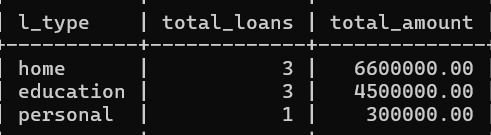 l_type | total_loans | total_amount
home | 3 | 6600000.00
education | 3 | 4500000.00
personal | 1 | 300000.00